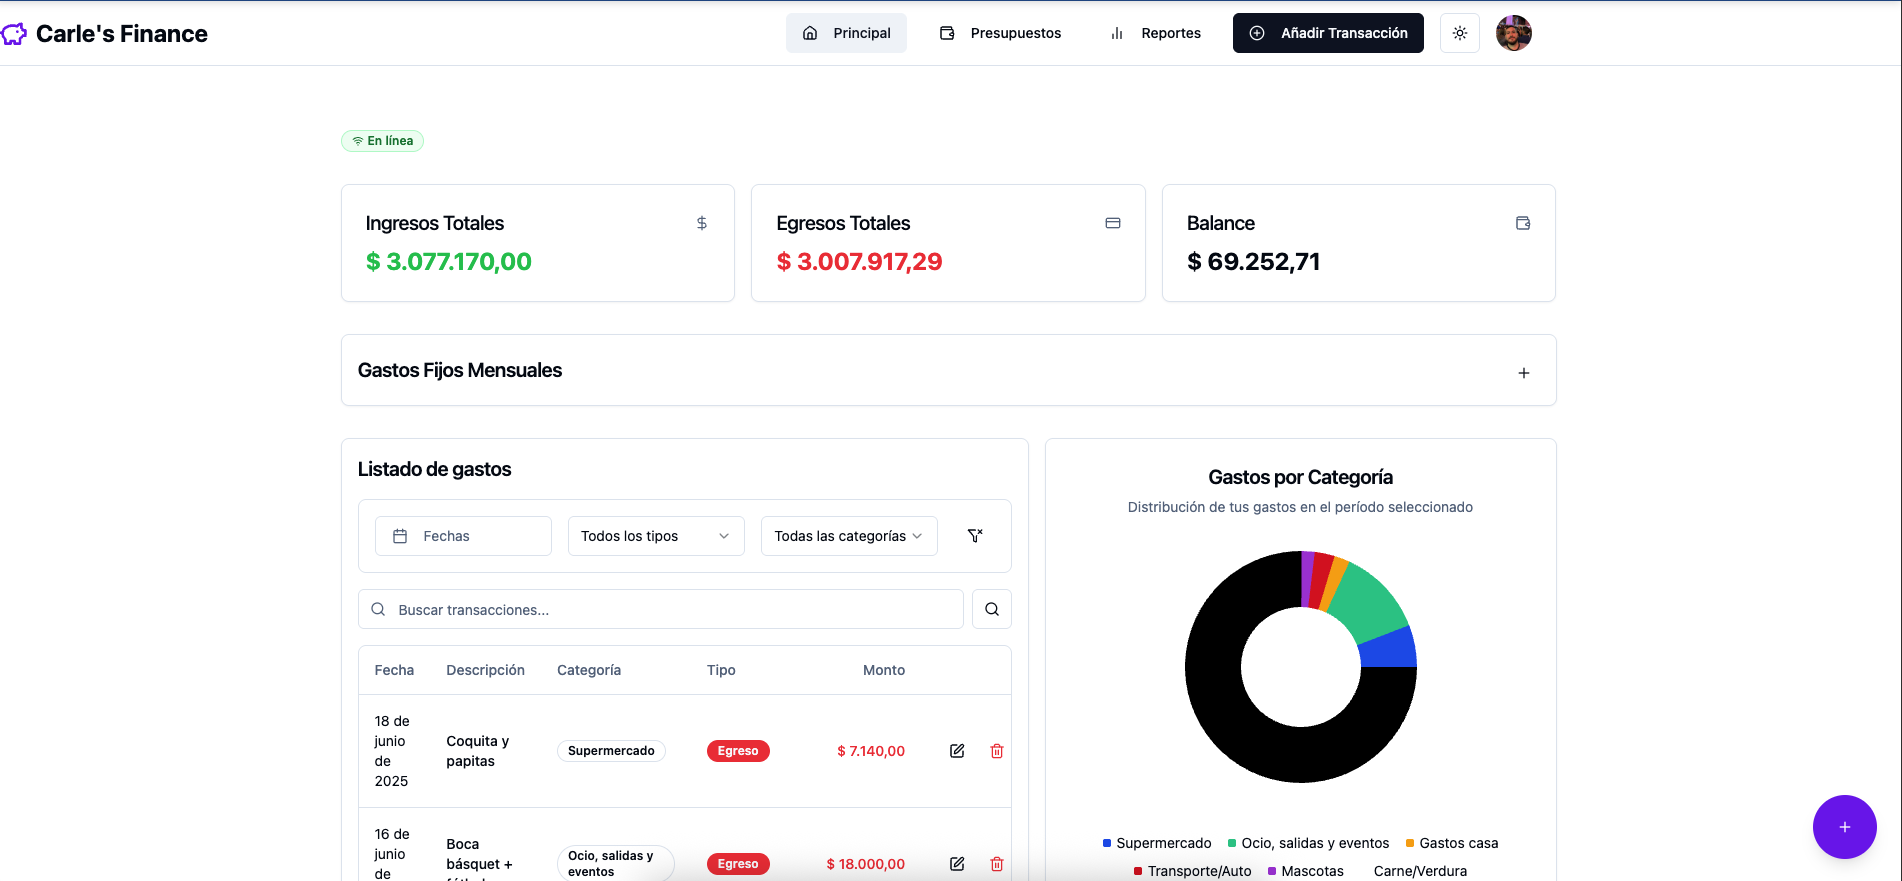 Carle's Finance
Principal
Presupuestos
Reportes
Añadir Transacción
En línea
Ingresos Totales
$
$ 3.077.170,00
Egresos Totales
$ 3.007.917,29
Balance
$ 69.252,71
Gastos Fijos Mensuales
+
Listado de gastos
Fechas
Todos los tipos
Todas las categorías
Buscar transacciones...
Fecha Descripción Categoría Tipo Monto
18 de
junio
de
2025
Coquita y
papitas
Supermercado
Egreso
$ 7.140,00
16 de
junio
de
Boca
básquet +
Ocio, salidas y
eventos
Egreso
$ 18.000,00
Gastos por Categoría
Distribución de tus gastos en el período seleccionado
Supermercado Ocio, salidas y eventos Gastos casa
Transporte/Auto Mascotas Carne/Verdura
+